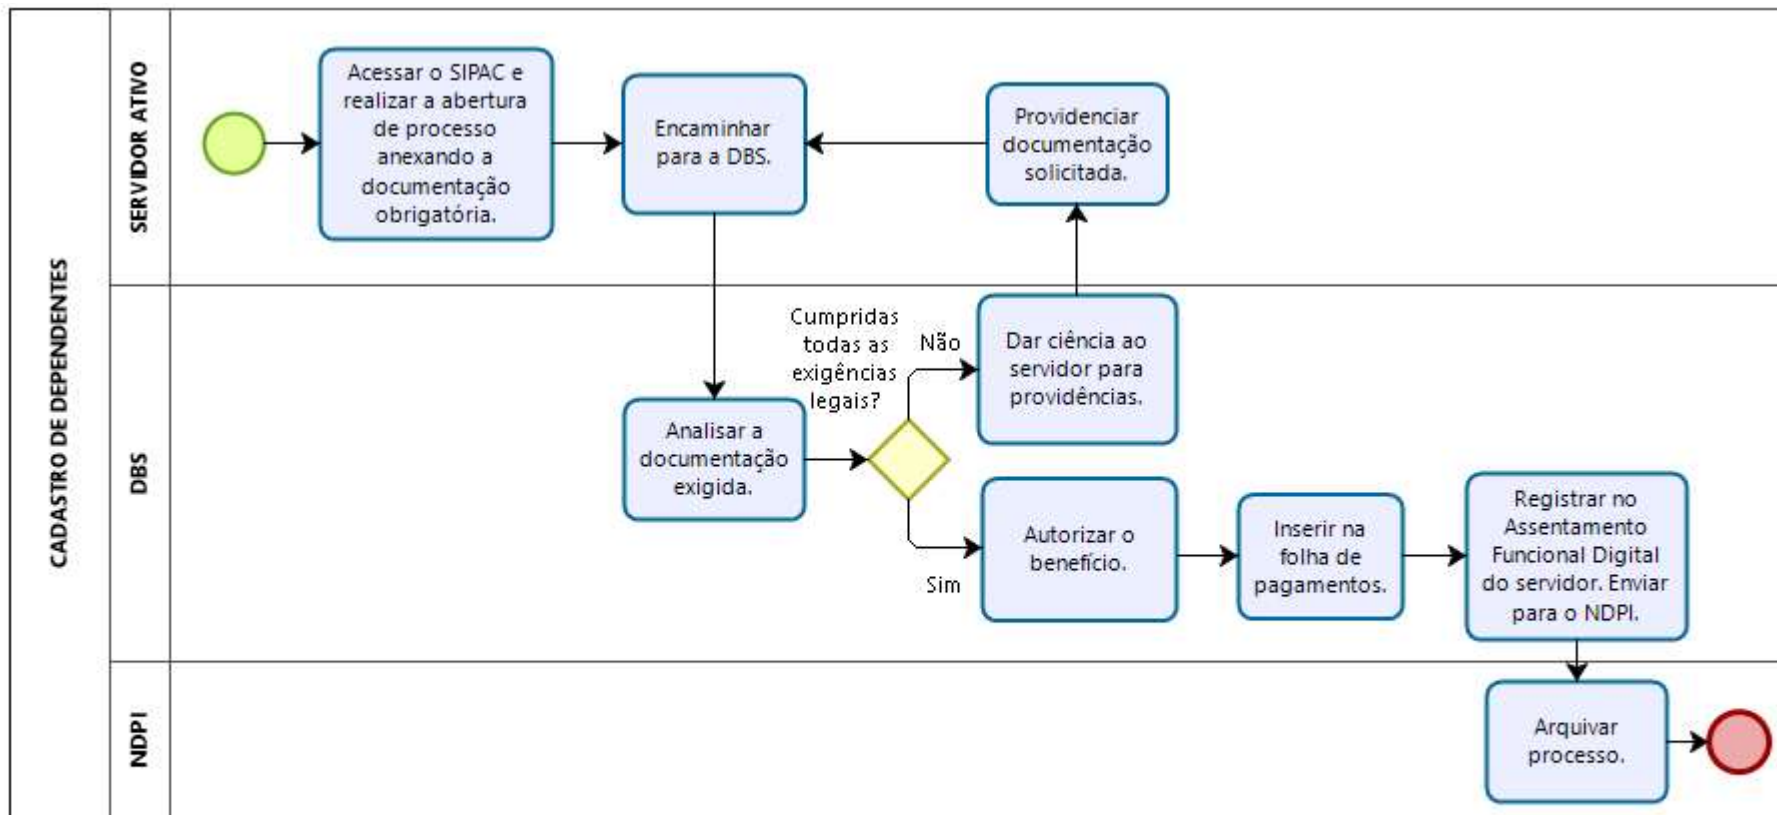 CADASTRO DE DEPENDENTES
SERVIDOR ATIVO
Acessar o SIPAC e
realizar a abertura
de processo
anexando a
documentação
obrigatória.
Encaminhar
para a DBS.
Providenciar
documentação
solicitada.
DBS
Analisar a
documentação
exigida.
Cumpridas
todas as
exigências
legais?
Não
Dar ciência ao
servidor para
providências.
Sim
Autorizar o
benefício.
Inserir na
folha de
pagamentos.
Registrar no
Assentamento
Funcional Digital
do servidor. Enviar
para o NDPI.
NDPI
Arquivar
processo.